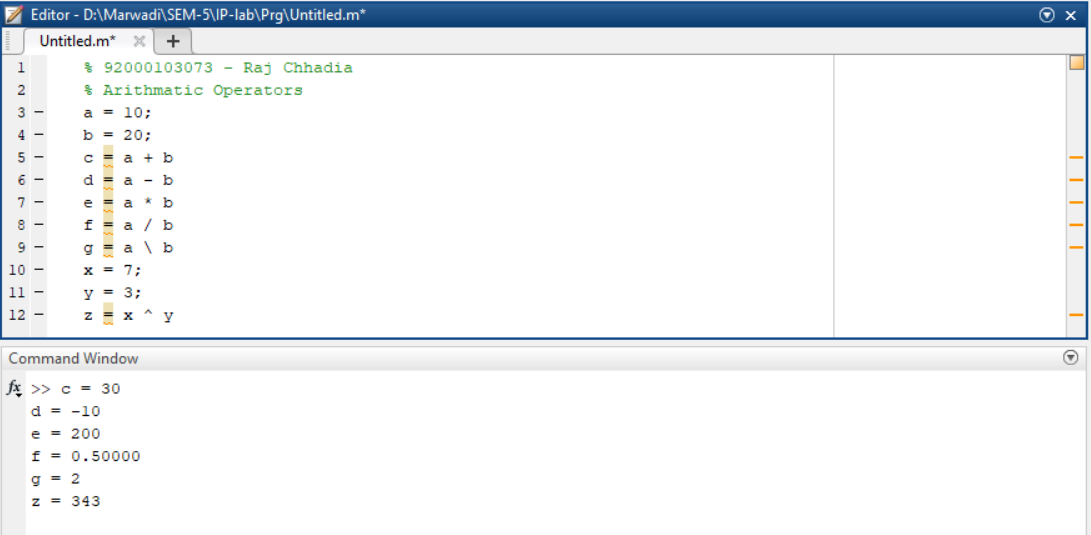 Editor - D:\Marwadi\SEM-5\IP-lab\Prg\Untitled.m*
Untitled.m* +
1 % 92000103073 - Raj Chhadia
2 % Arithmatic Operators
3 - a = 10;
4 - b = 20;
5 - c = a + b
6 - d = a - b
7 - e = a * b
8 - f = a / b
9 - g = a \ b
10 - x = 7;
11 - y = 3;
12 - z = x ^ y
Command Window
fx >> c = 30
d = -10
e = 200
f = 0.50000
g = 2
z = 343